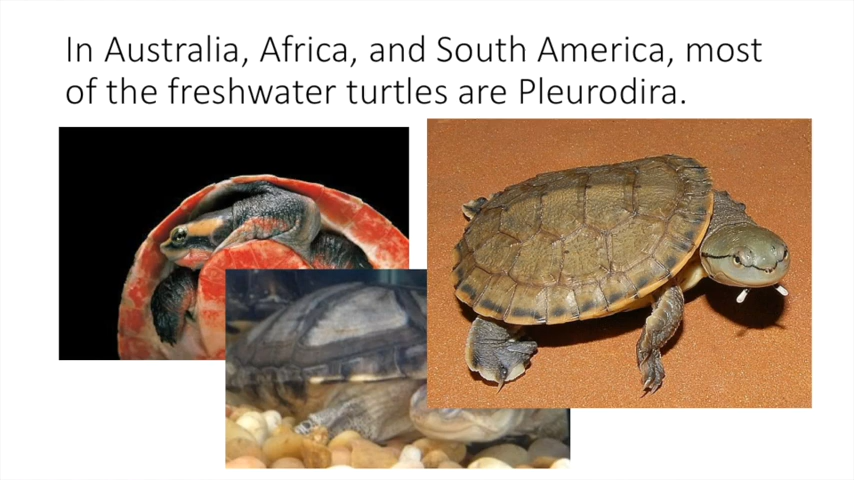 In Australia, Africa, and South America, most
of the freshwater turtles are Pleurodira.